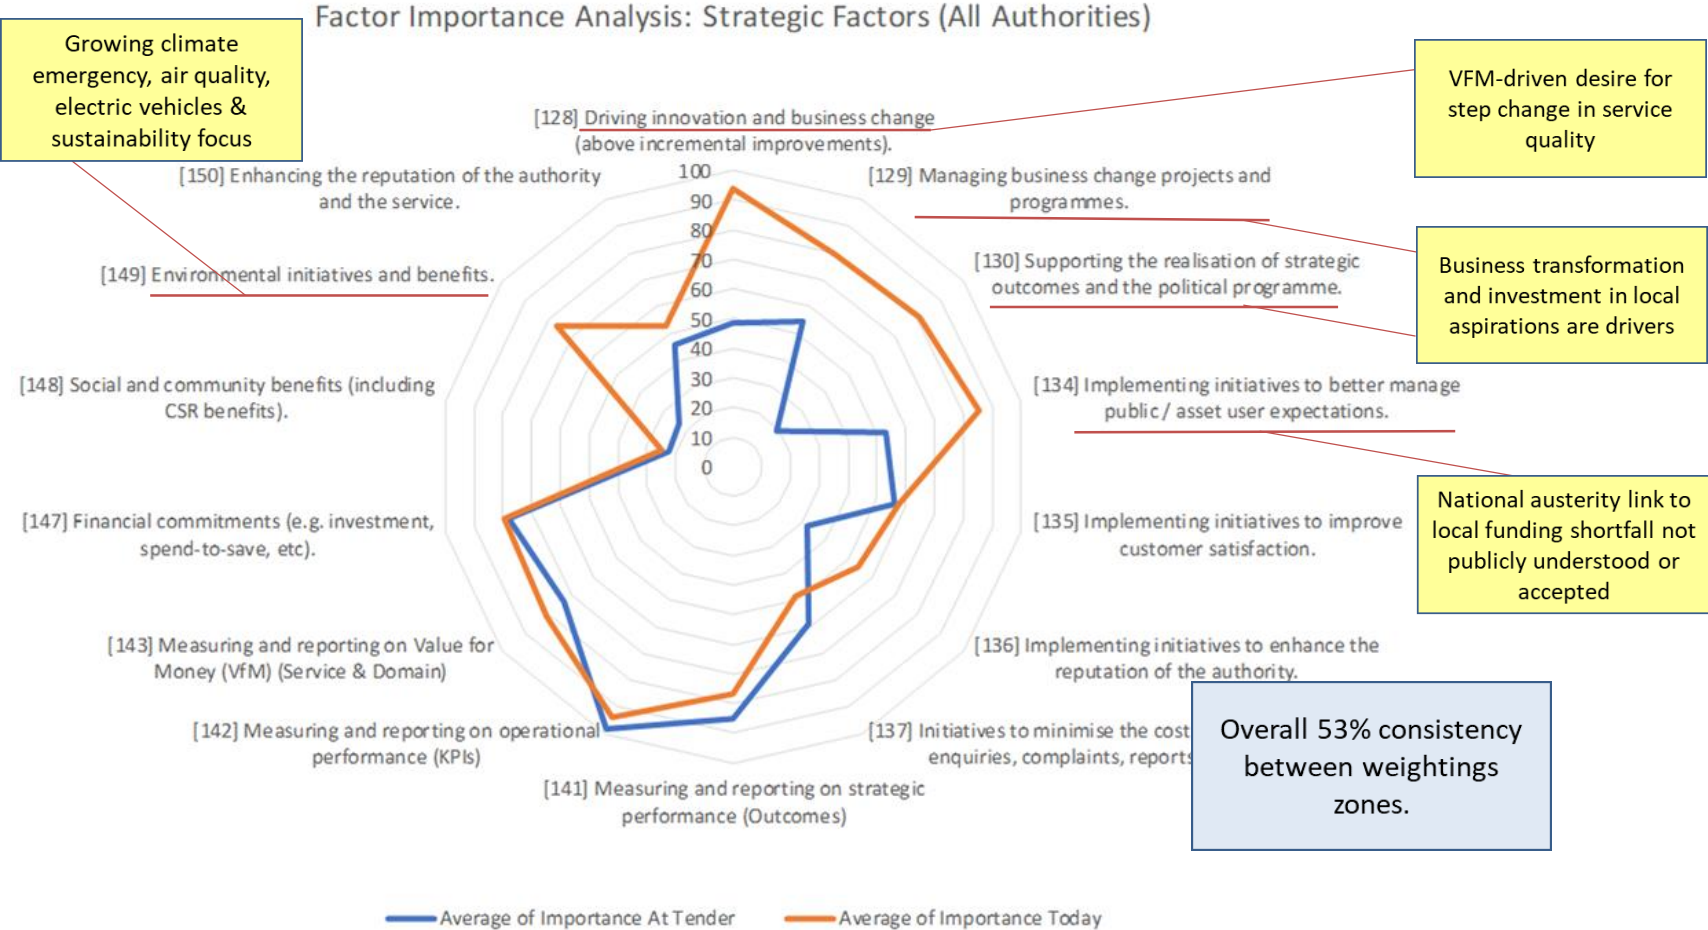 Factor Importance Analysis: Strategic Factors (All Authorities)
Growing climate
emergency, air quality,
electric vehicles &
sustainability focus
VFM-driven desire for
step change in service
quality
[128] Driving innovation and business change
(above incremental improvements).
[150] Enhancing the reputation of the authority
and the service.
[129] Managing business change projects and
programmes.
Business transformation
and investment in local
aspirations are drivers
[149] Environmental initiatives and benefits.
[130] Supporting the realisation of strategic
outcomes and the political programme.
100
90
80
70
60
50
40
30
20
10
0
[148] Social and community benefits (including
CSR benefits).
[134] Implementing initiatives to better manage
public / asset user expectations.
National austerity link to
local funding shortfall not
publicly understood or
accepted
[147] Financial commitments (e.g. investment,
spend-to-save, etc).
[135] Implementing initiatives to improve
customer satisfaction.
[143] Measuring and reporting on Value for
Money (VfM) (Service & Domain)
[136] Implementing initiatives to enhance the
reputation of the authority.
[142] Measuring and reporting on operational
performance (KPIs)
[137] Initiatives to minimise the cost
enquiries, complaints, reports
Overall 53% consistency
between weightings
zones.
[141] Measuring and reporting on strategic
performance (Outcomes)
Average of Importance At Tender
Average of Importance Today